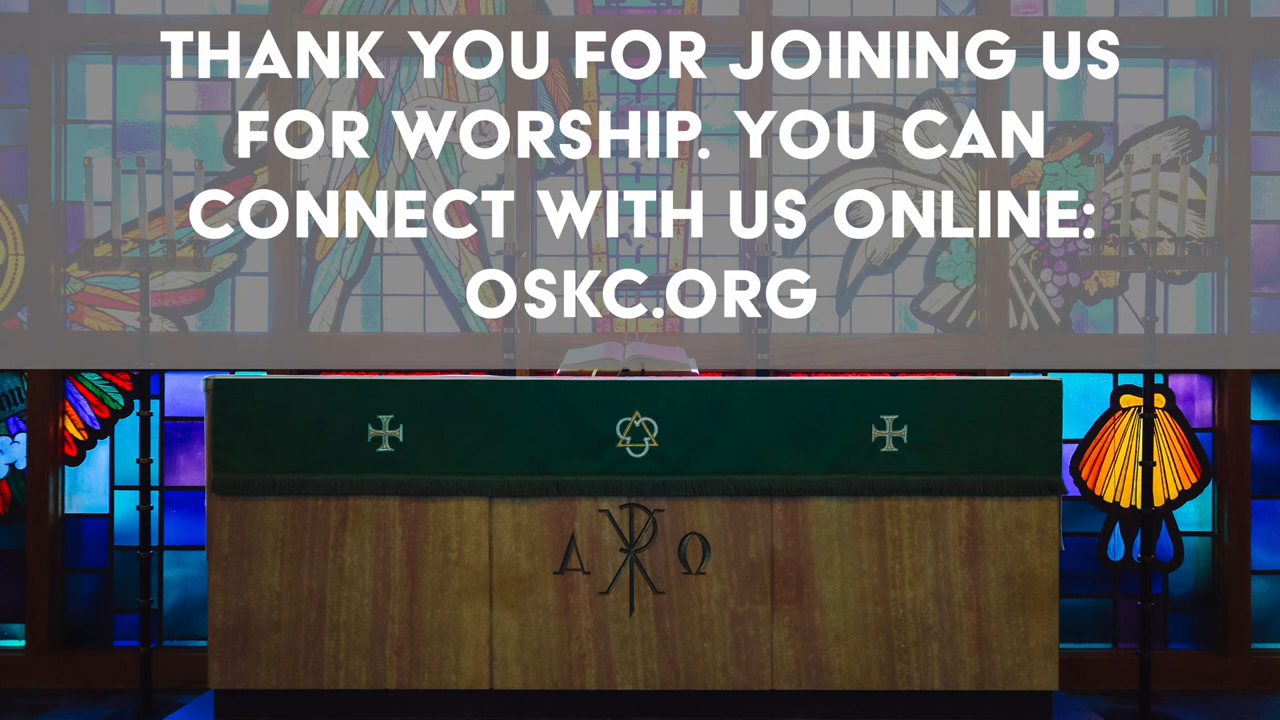 THANK YOU FOR JOINING US
FOR WORSHIP. YOU CAN
CONNECT WITH US ONLINE:
OSKC.ORG
Α ☧ Ω